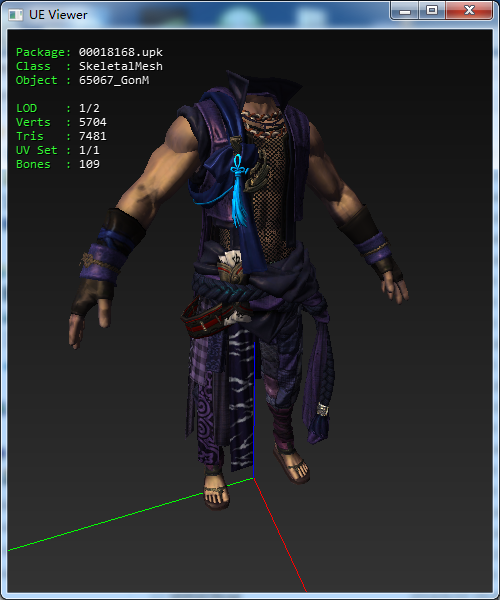 UE Viewer
Package: 00018168.upk
Class : SkeletalMesh
Object : 65067_GonM
LOD : 1/2
Verts : 5704
Tris : 7481
UV Set : 1/1
Bones : 109